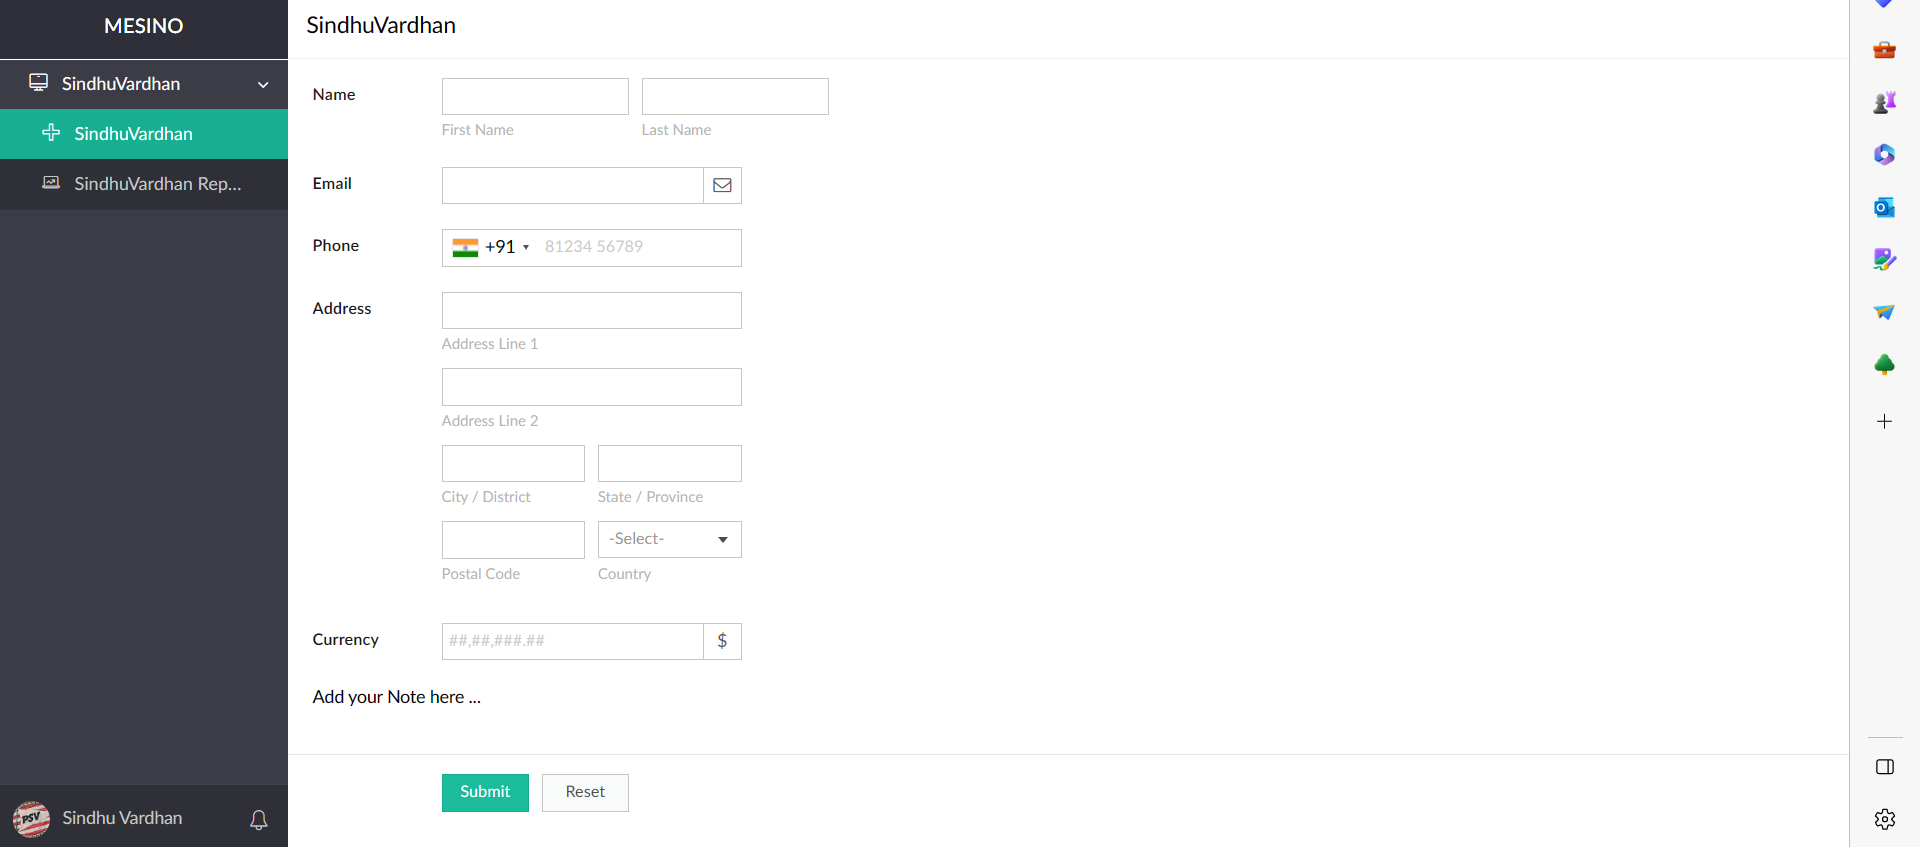 MESINO
SindhuVardhan
SindhuVardhan
SindhuVardhan Rep...
Sindhu Vardhan
PSV
SindhuVardhan
Name
First Name
Last Name
Email
Phone
+91
81234 56789
Address
Address Line 1
Address Line 2
City / District
State / Province
-Select-
Postal Code
Country
Currency
##,##,###.##
$
Add your Note here ...
Submit
Reset